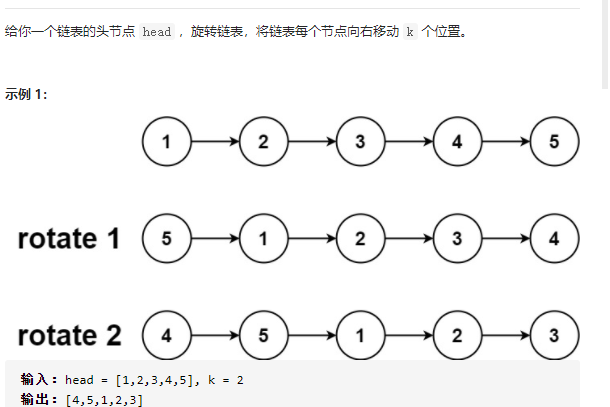 给你一个链表的头节点 head ，旋转链表，将链表每个节点向右移动 k 个位置。
示例 1：
1 2 3 4 5
rotate 1 5 1 2 3 4
rotate 2 4 5 1 2 3
输入：head = [1,2,3,4,5], k = 2
输出：[4,5,1,2,3]